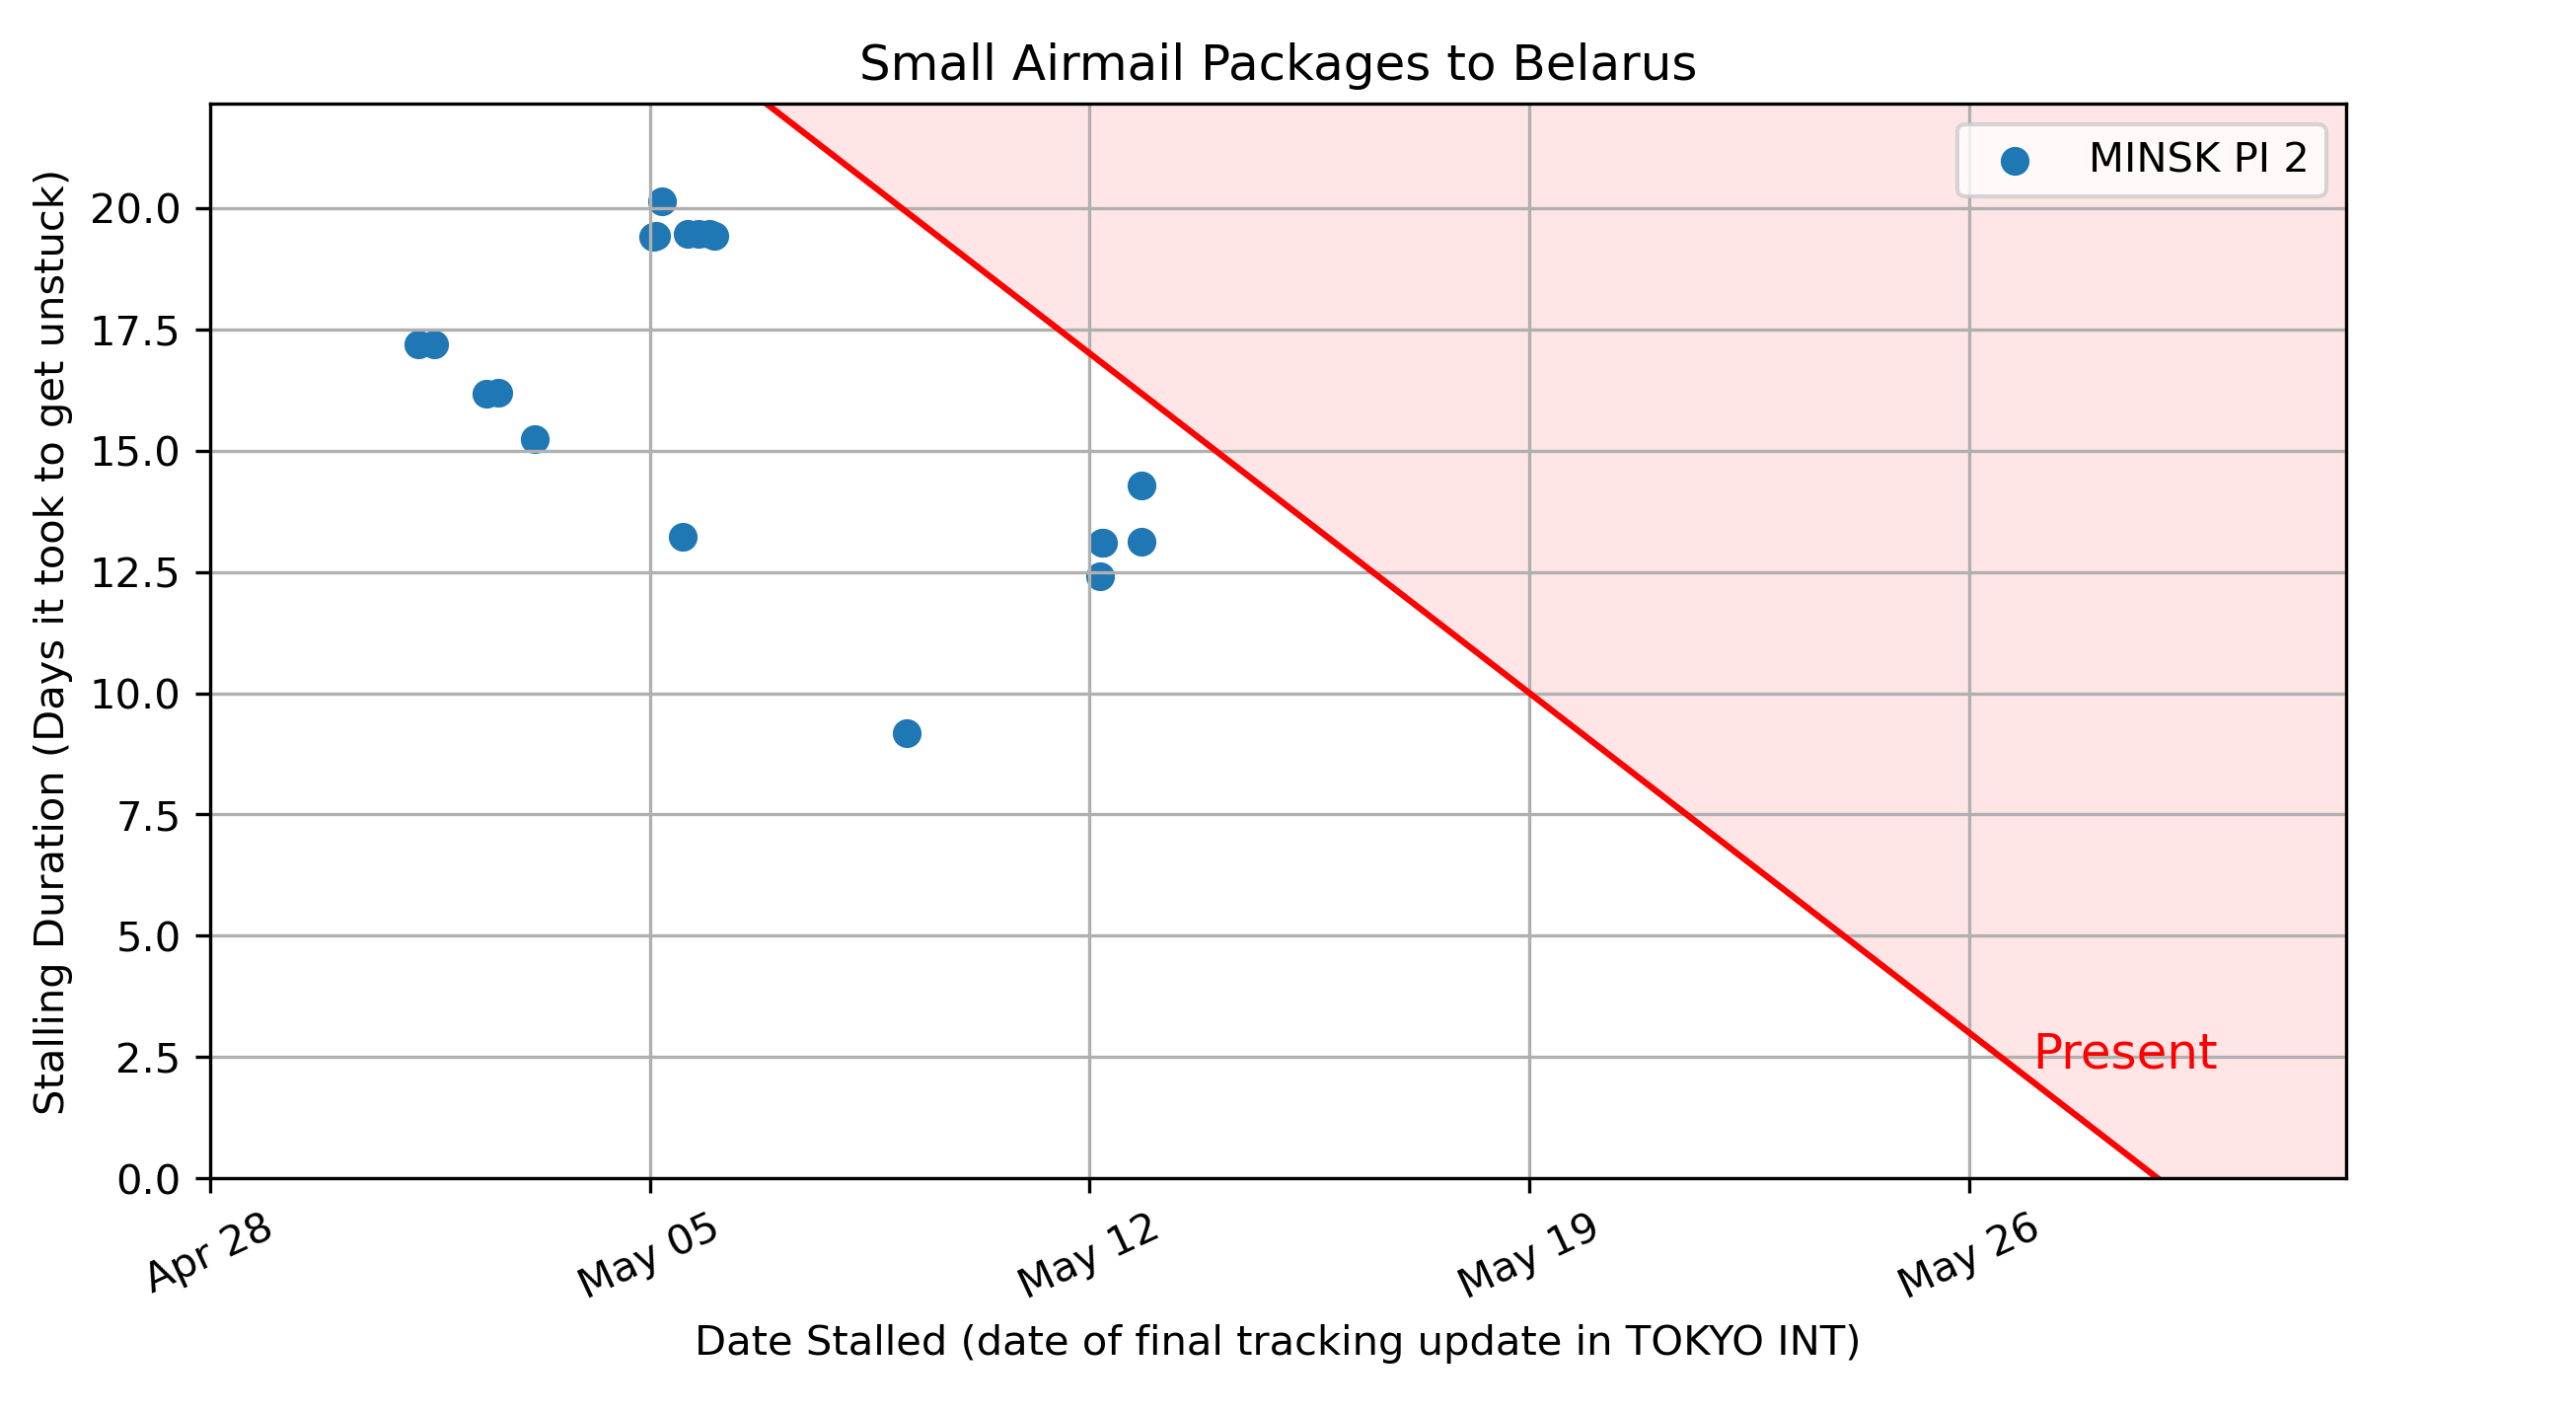 Small Airmail Packages to Belarus
MINSK PI 2
Stalling Duration (Days it took to get unstuck)
20.0
17.5
15.0
12.5
10.0
7.5
5.0
2.5
0.0
Present
Apr 28
May 05
May 12
May 19
May 26
Date Stalled (date of final tracking update in TOKYO INT)